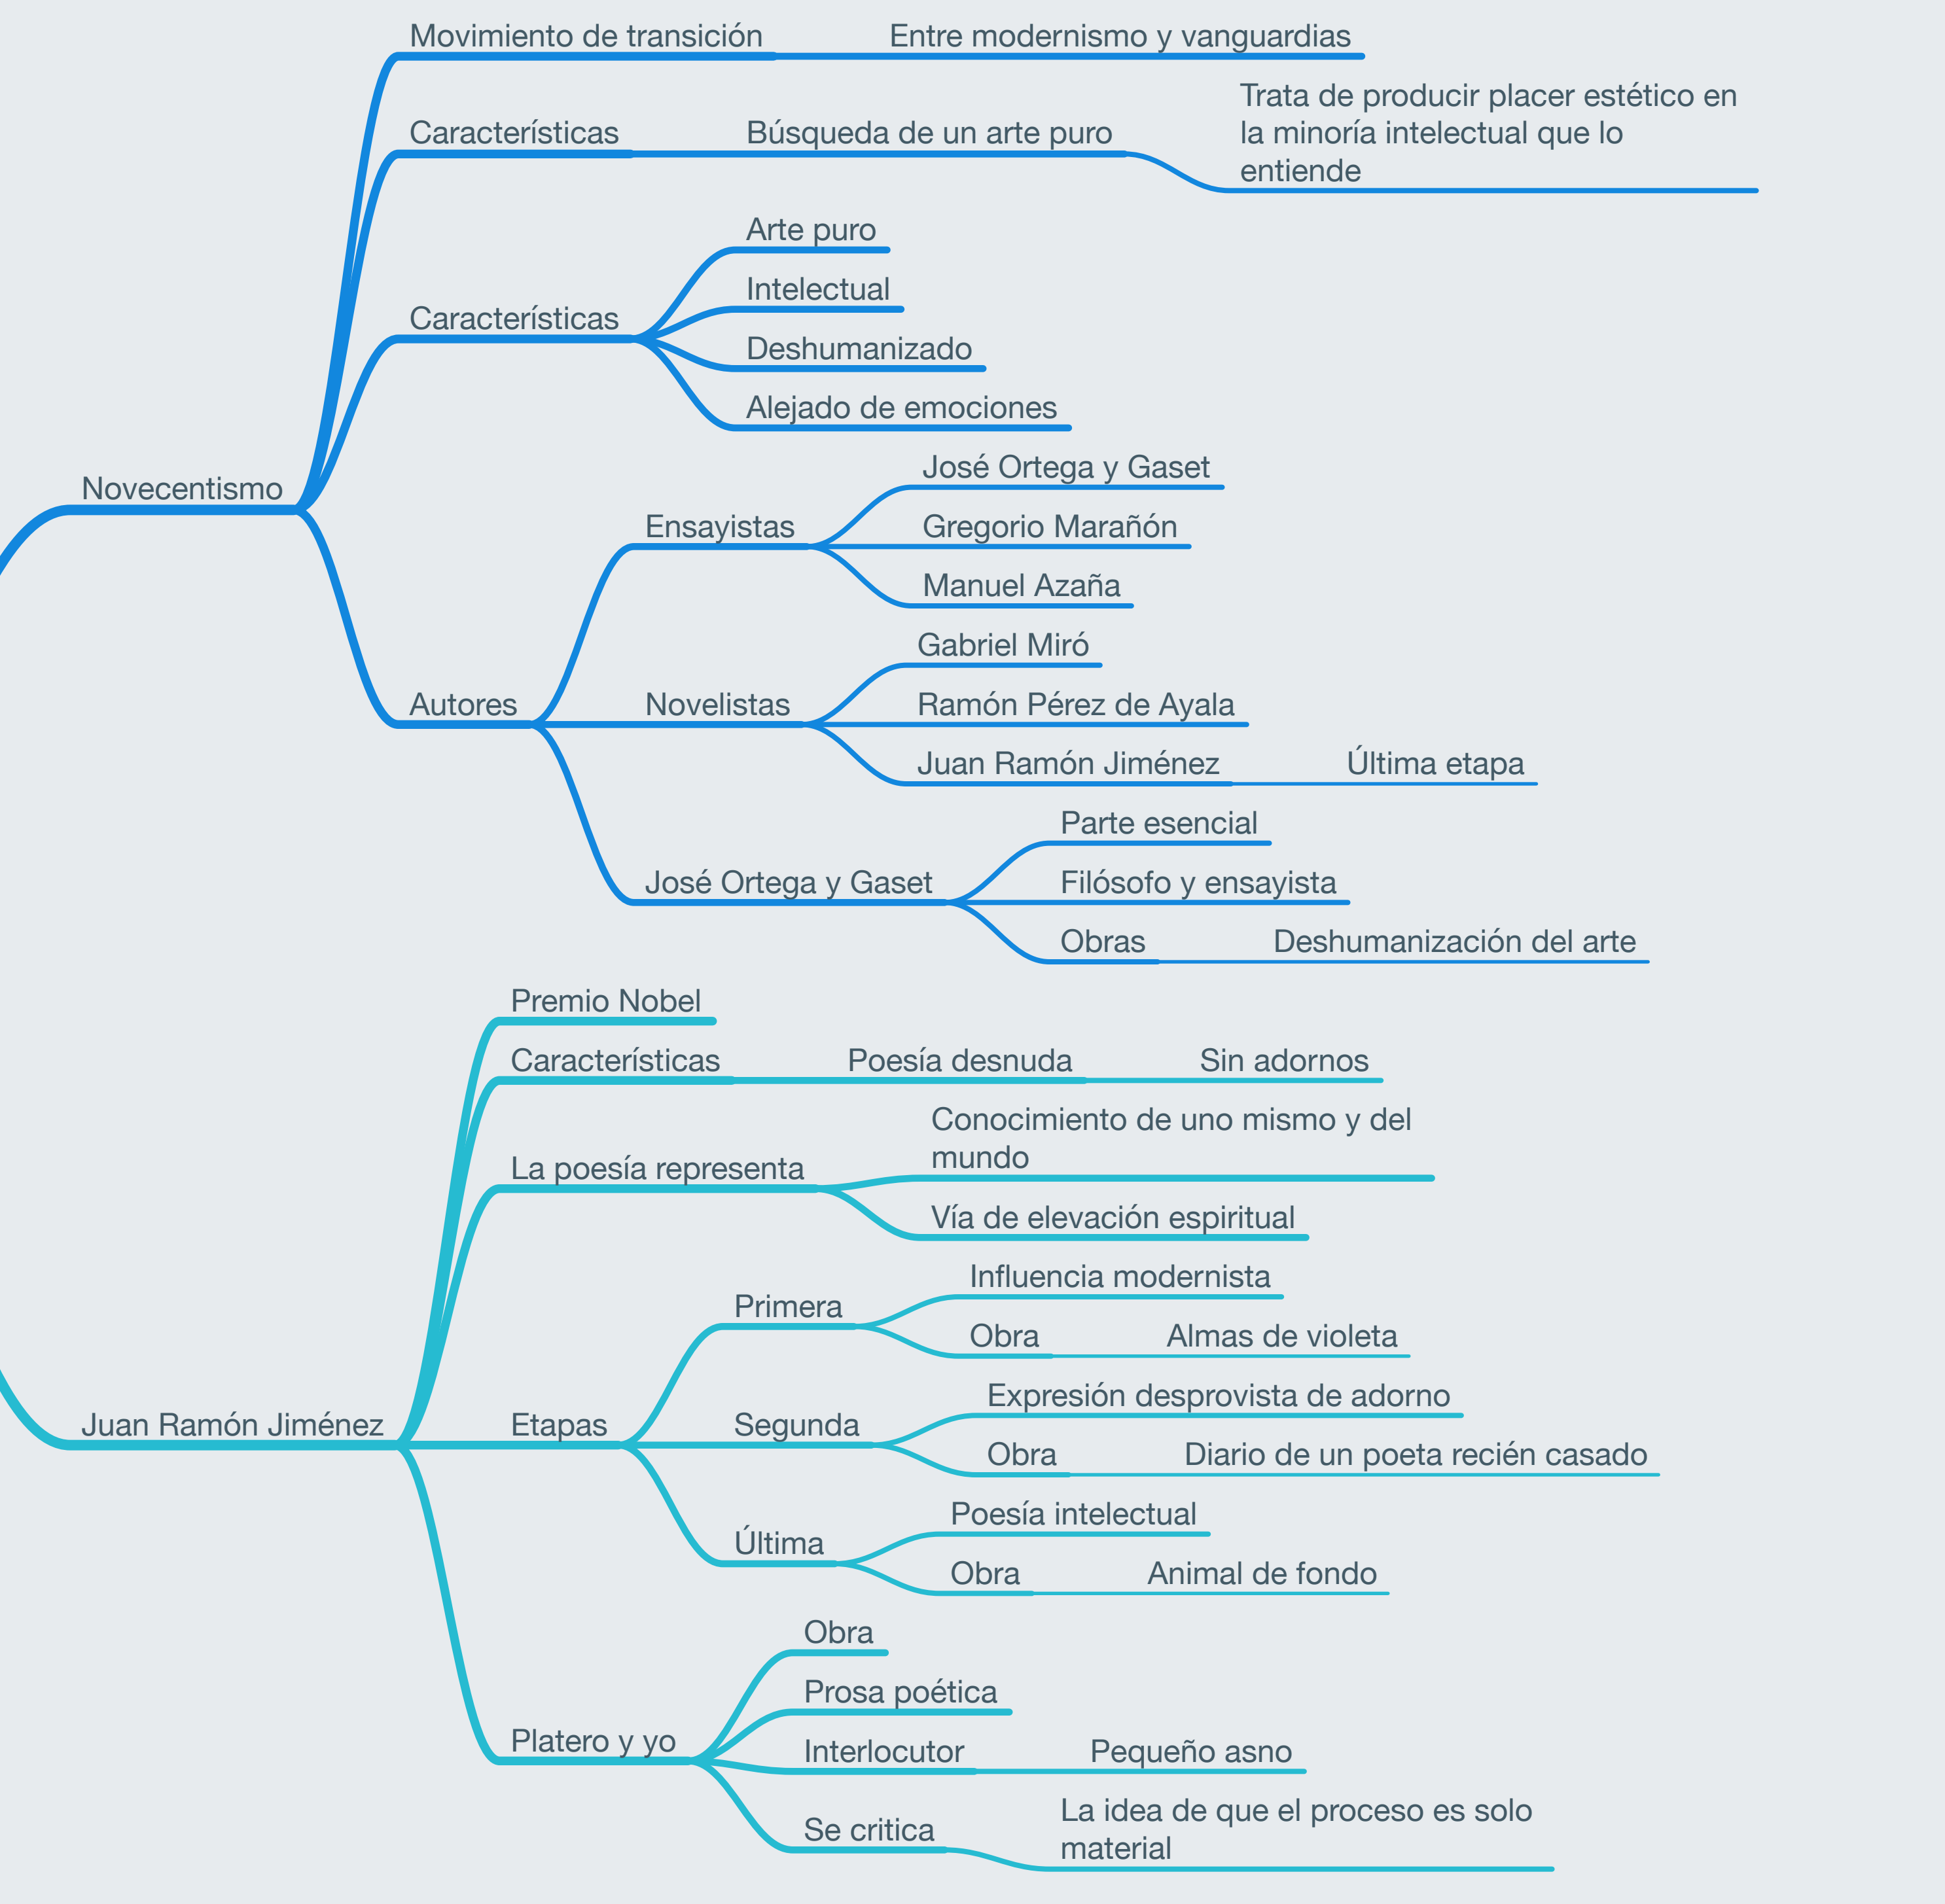 Movimiento de transición
Entre modernismo y vanguardias
Características
Búsqueda de un arte puro
Trata de producir placer estético en
la minoría intelectual que lo
entiende
Características
Arte puro
Intelectual
Deshumanizado
Alejado de emociones
Novecentismo
Autores
Ensayistas
José Ortega y Gaset
Gregorio Marañón
Manuel Azaña
Novelistas
Gabriel Miró
Ramón Pérez de Ayala
Juan Ramón Jiménez
Última etapa
José Ortega y Gaset
Parte esencial
Filósofo y ensayista
Obras
Deshumanización del arte
Premio Nobel
Características
Poesía desnuda
Sin adornos
La poesía representa
Conocimiento de uno mismo y del
mundo
Vía de elevación espiritual
Juan Ramón Jiménez
Etapas
Primera
Influencia modernista
Obra
Almas de violeta
Segunda
Expresión desprovista de adorno
Obra
Diario de un poeta recién casado
Última
Poesía intelectual
Obra
Animal de fondo
Platero y yo
Obra
Prosa poética
Interlocutor
Pequeño asno
Se critica
La idea de que el proceso es solo
material